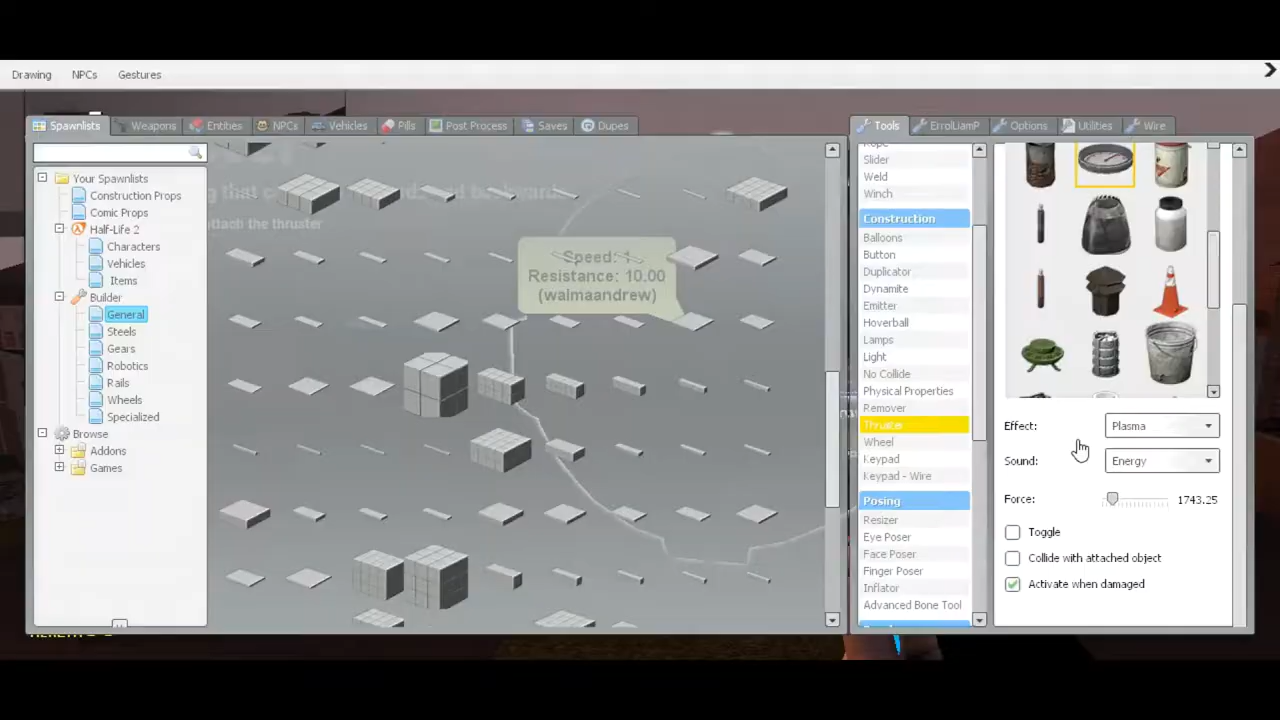 Drawing NPCs Gestures
Spawnlists Weapons Entities NPCs Vehicles Pills Post Process Saves Dupes
Tools ErrolLiamP Options Utilities Wire
Your Spawnlists
Construction Props
Comic Props
Half-Life 2
Characters
Vehicles
Items
Builder
General
Steels
Gears
Robotics
Rails
Wheels
Specialized
Browse
Addons
Games
attach the thruster
Speed: 1
Resistance: 10.00
(walmaandrew)
Rope
Slider
Weld
Winch
Construction
Balloons
Button
Duplicator
Dynamite
Emitter
Hoverball
Lamps
Light
No Collide
Physical Properties
Remover
Thruster
Wheel
Keypad
Keypad - Wire
Posing
Resizer
Eye Poser
Face Poser
Finger Poser
Inflator
Advanced Bone Tool
Effect: Plasma
Sound: Energy
Force: 1743.25
Toggle
Collide with attached object
Activate when damaged